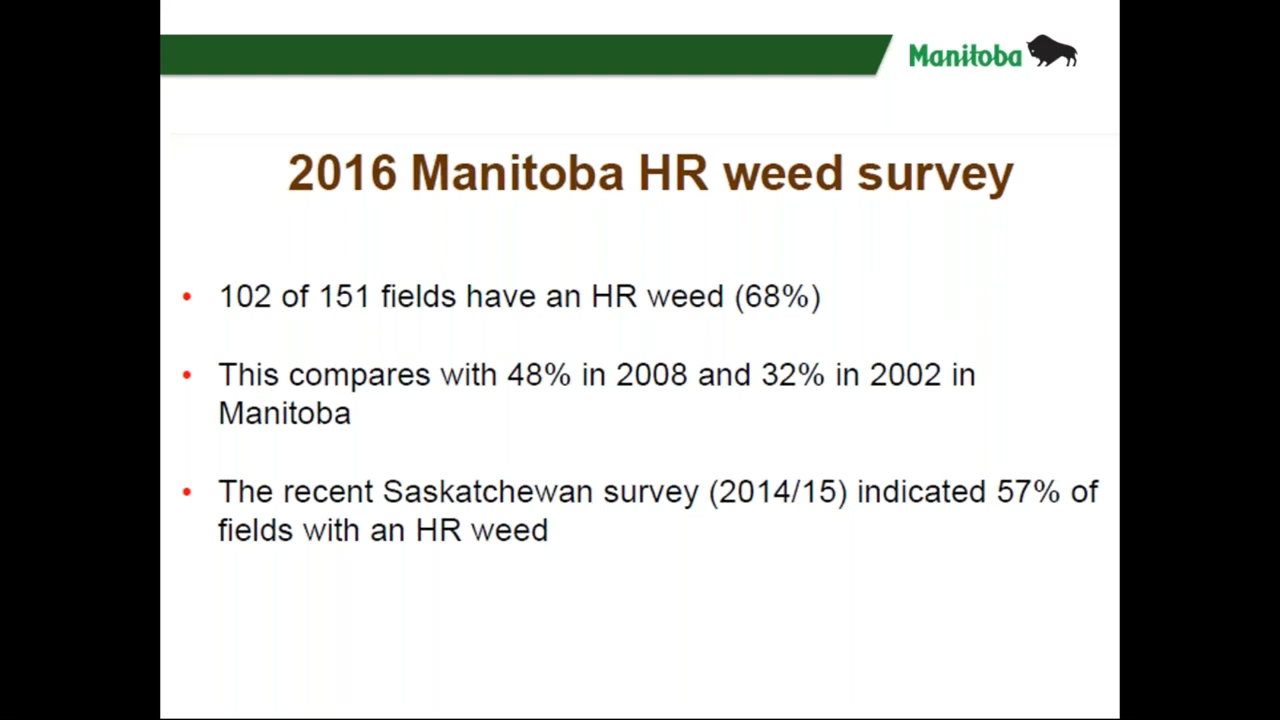 Manitoba
2016 Manitoba HR weed survey
• 102 of 151 fields have an HR weed (68%)
• This compares with 48% in 2008 and 32% in 2002 in
Manitoba
• The recent Saskatchewan survey (2014/15) indicated 57% of
fields with an HR weed